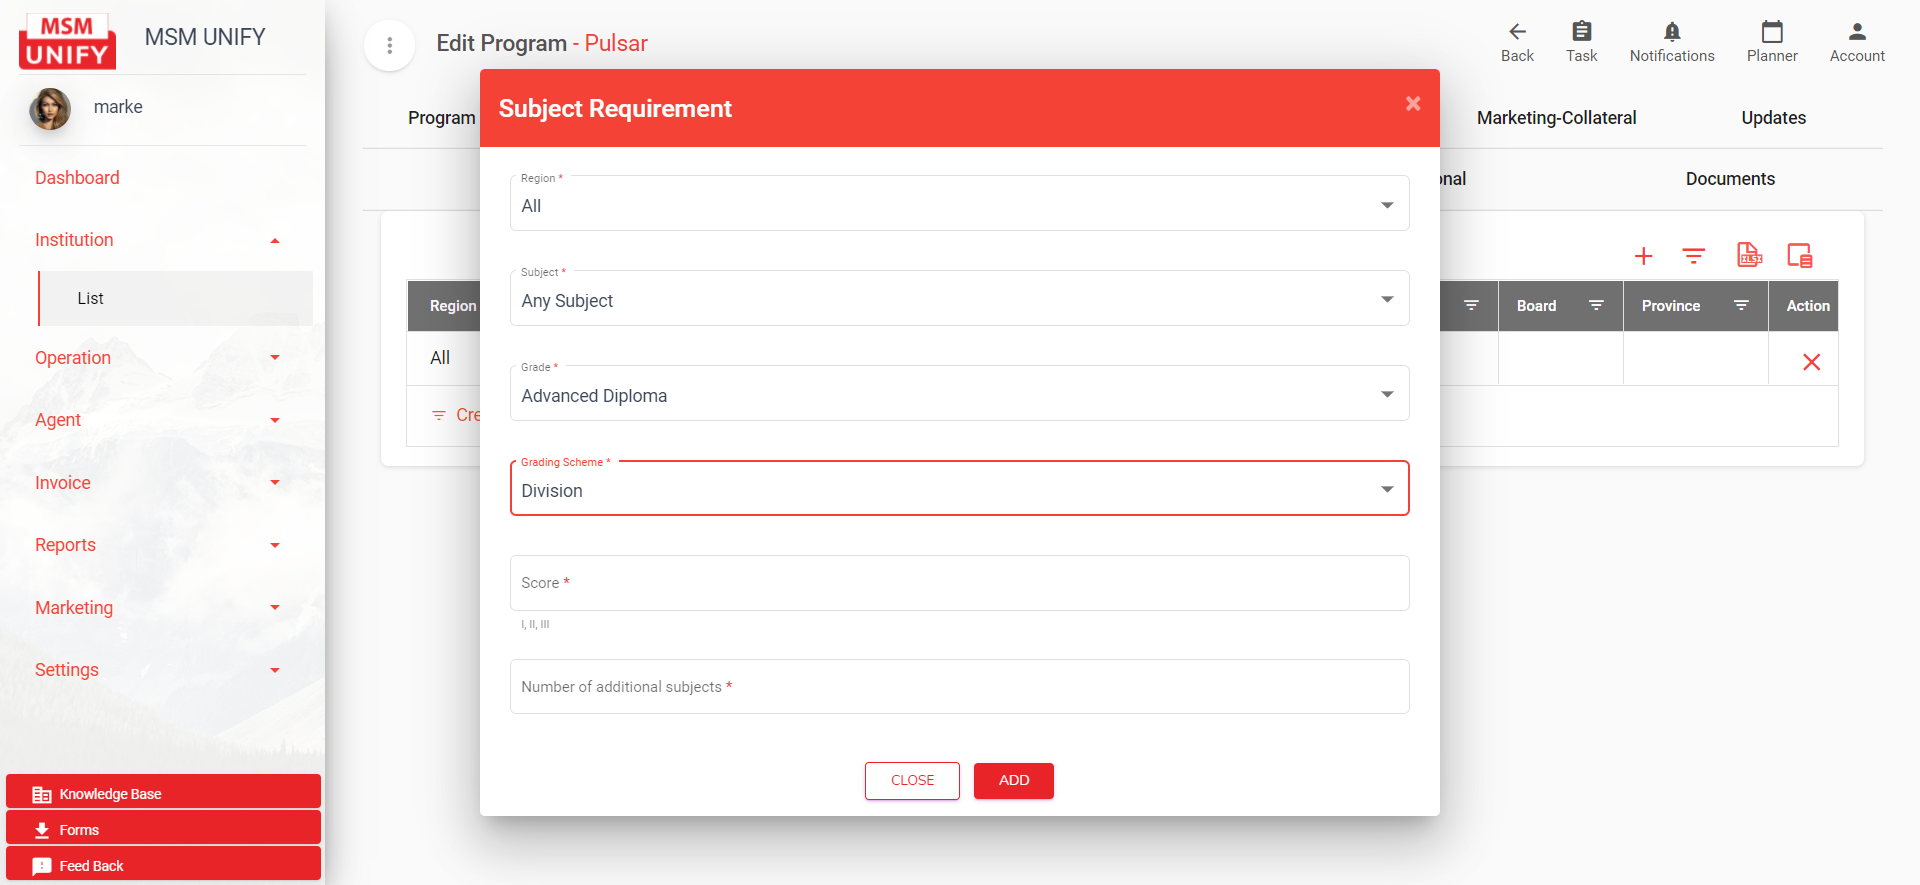 MSM
UNIFY
MSM UNIFY
marke
Dashboard
Institution
List
Operation
Agent
Invoice
Reports
Marketing
Settings
Knowledge Base
Forms
Feed Back
Edit Program - Pulsar
Back
Task
Notifications
Planner
Account
Program
Marketing-Collateral
Updates
onal
Documents
XLSX
Region
Board
Province
Action
All
Cre
Subject Requirement
Region *
All
Subject *
Any Subject
Grade *
Advanced Diploma
Grading Scheme *
Division
Score *
I, II, III
Number of additional subjects *
CLOSE
ADD